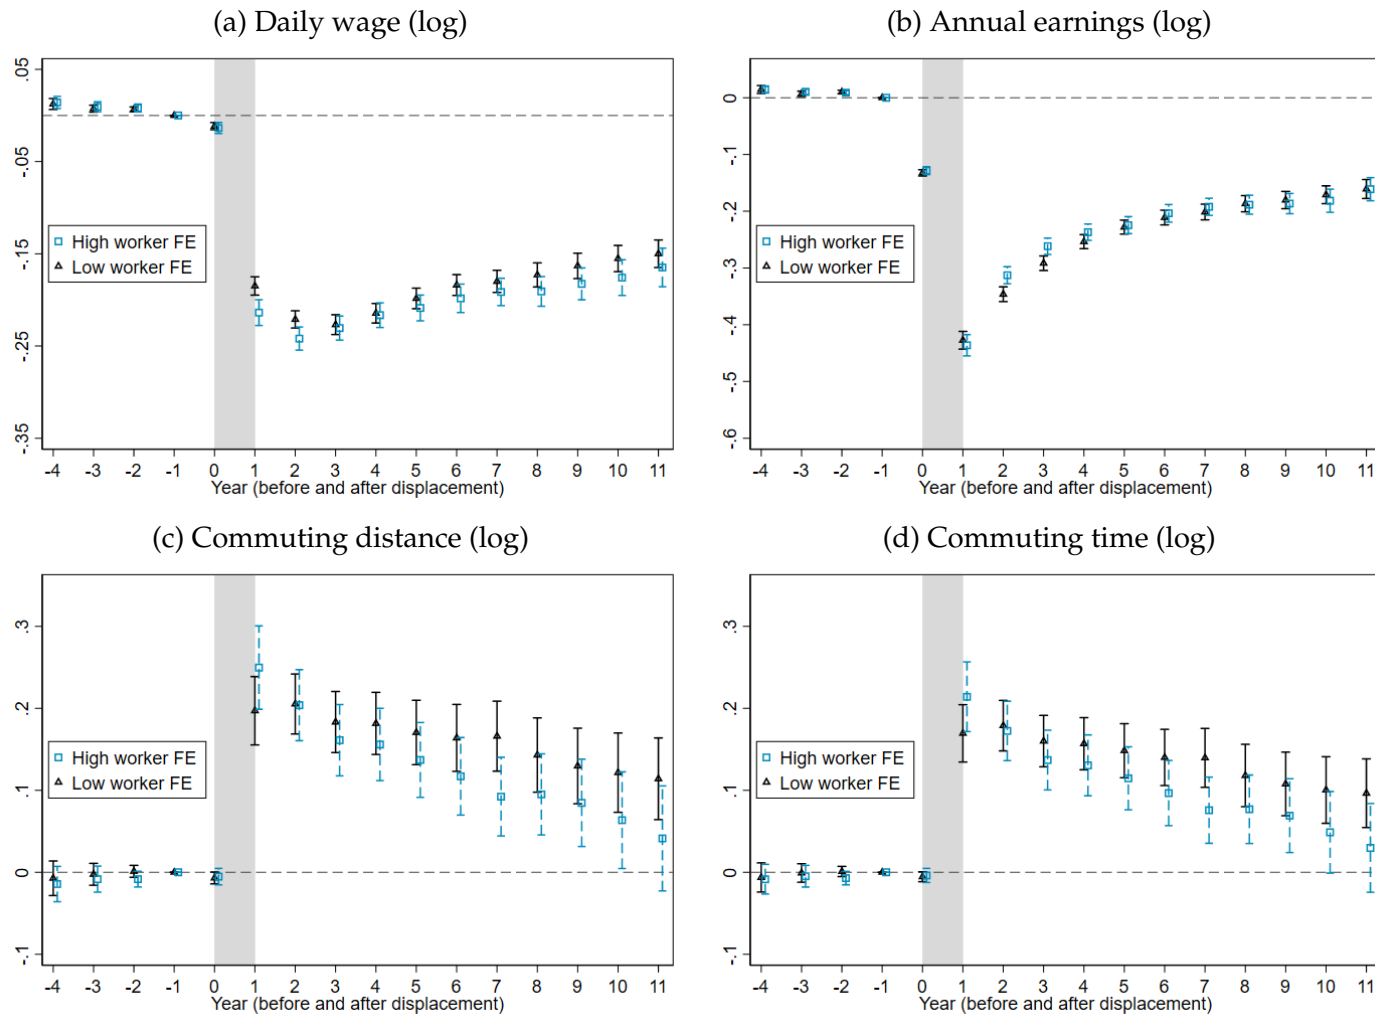 (a) Daily wage (log)
.05
-.05
-.15
-.25
-.35
High worker FE
Low worker FE
-4 -3 -2 -1 0 1 2 3 4 5 6 7 8 9 10 11
Year (before and after displacement)
(b) Annual earnings (log)
0
-.1
-.2
-.3
-.4
-.5
-.6
High worker FE
Low worker FE
-4 -3 -2 -1 0 1 2 3 4 5 6 7 8 9 10 11
Year (before and after displacement)
(c) Commuting distance (log)
.3
.2
.1
0
-.1
High worker FE
Low worker FE
-4 -3 -2 -1 0 1 2 3 4 5 6 7 8 9 10 11
Year (before and after displacement)
(d) Commuting time (log)
.3
.2
.1
0
-.1
High worker FE
Low worker FE
-4 -3 -2 -1 0 1 2 3 4 5 6 7 8 9 10 11
Year (before and after displacement)